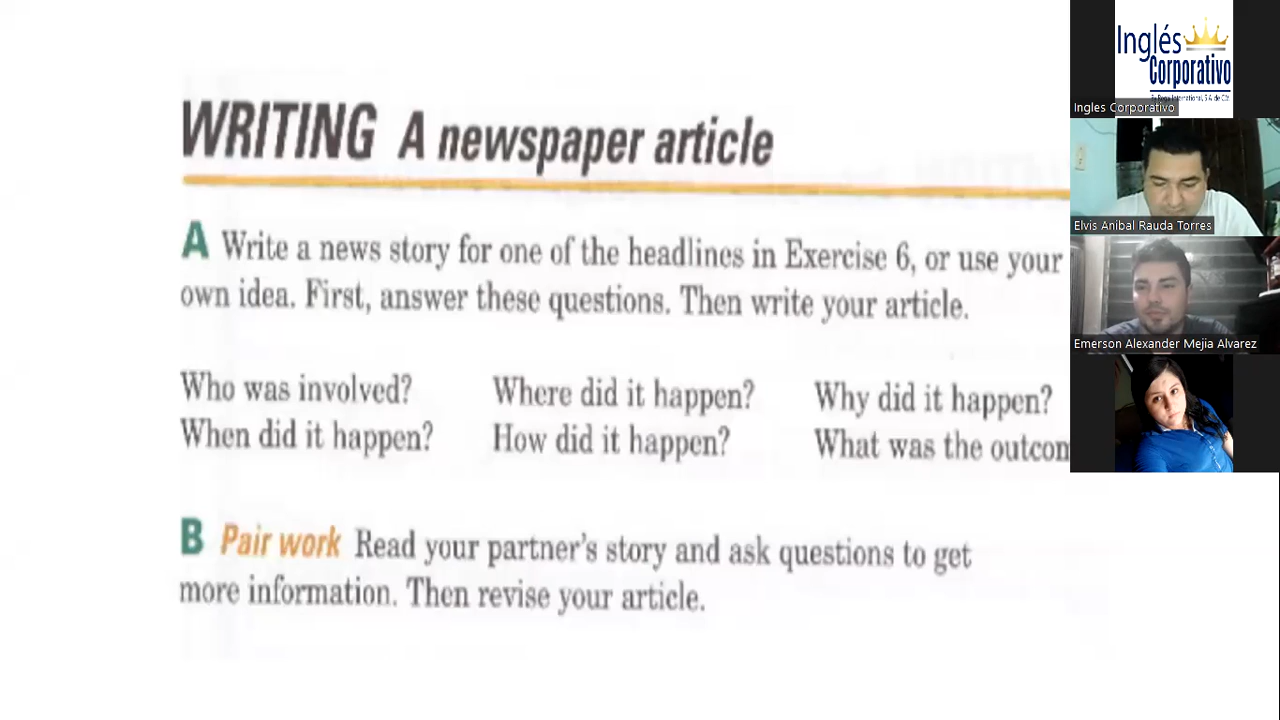 WRITING A newspaper article
A Write a news story for one of the headlines in Exercise 6, or use your
own idea. First, answer these questions. Then write your article.
Who was involved? Where did it happen? Why did it happen?
When did it happen? How did it happen? What was the outcom
B Pair work Read your partner's story and ask questions to get
more information. Then revise your article.
Inglés
Corporativo
Ingles Corporativo
Elvis Anibal Rauda Torres
Emerson Alexander Mejia Alvarez